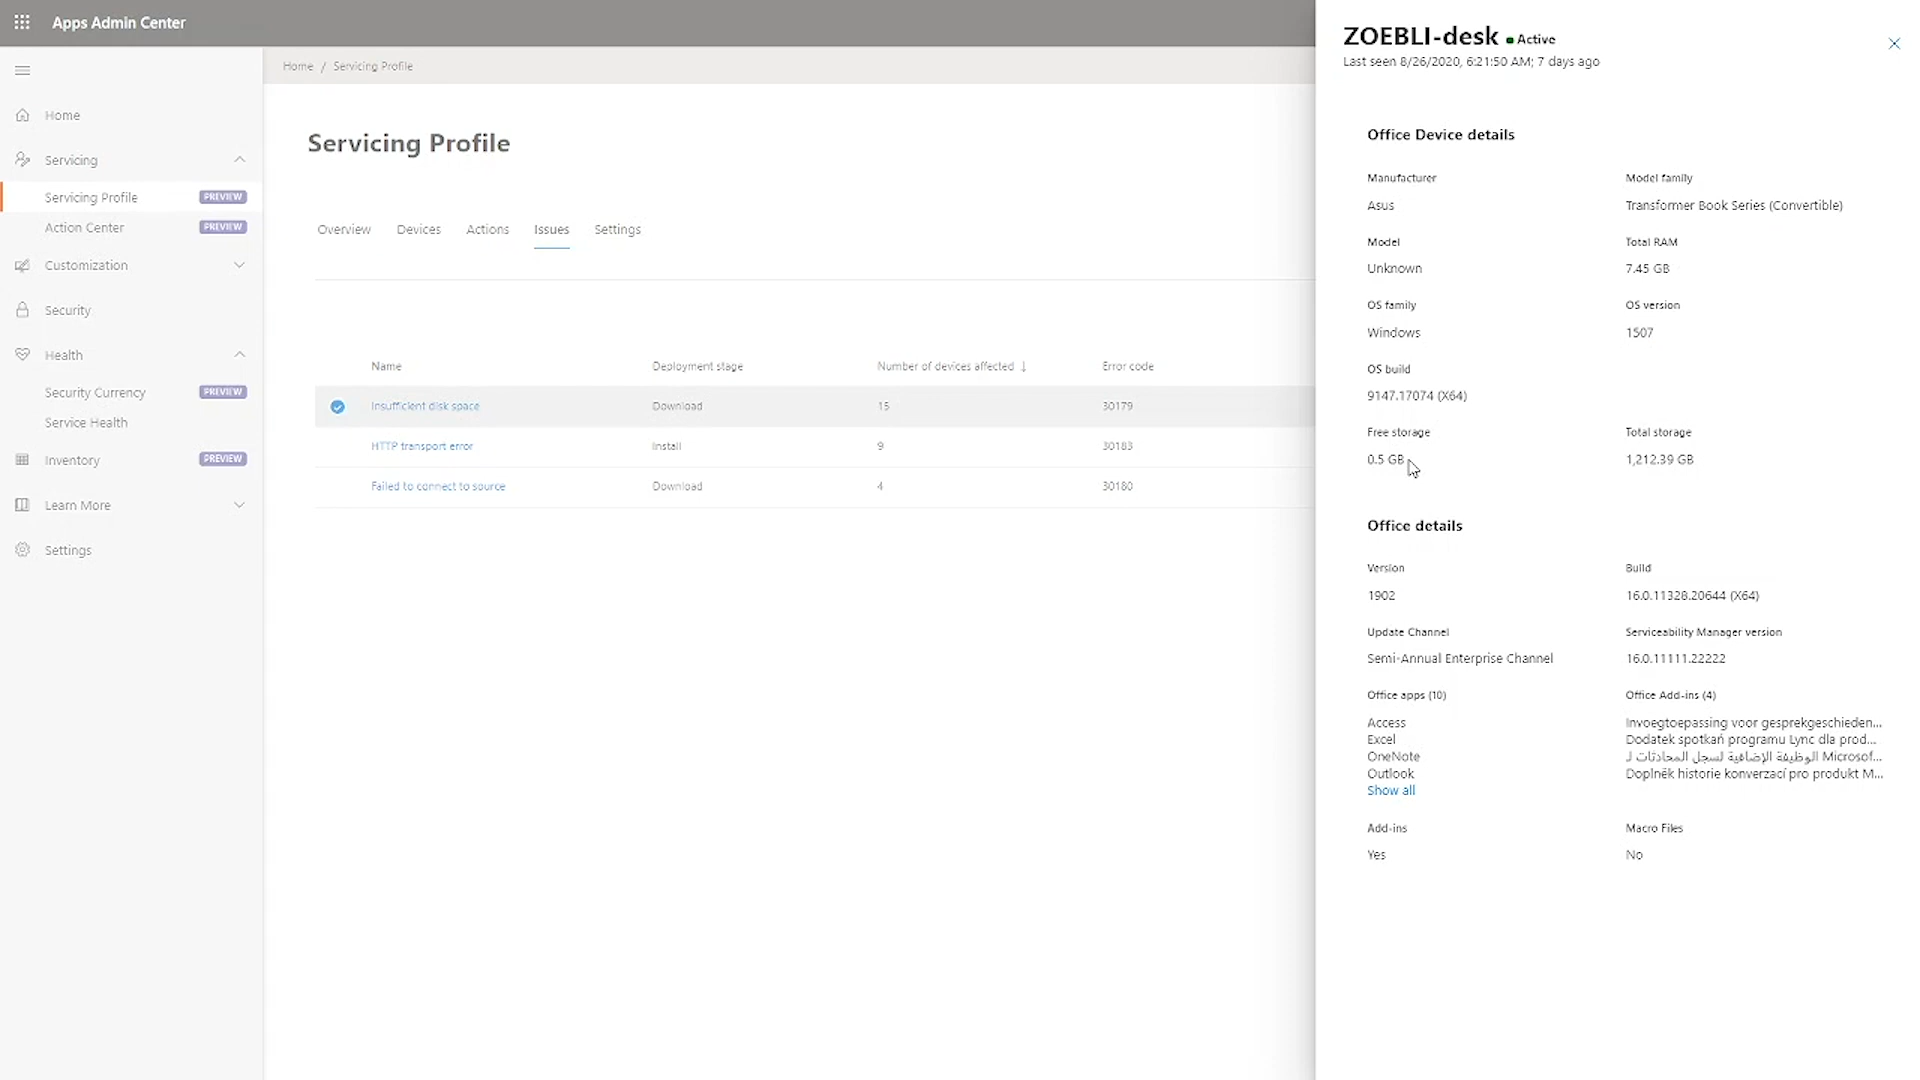 Apps Admin Center
Home
Servicing
Servicing Profile PREVIEW
Action Center PREVIEW
Customization
Security
Health
Security Currency PREVIEW
Service Health
Inventory PREVIEW
Learn More
Settings
Home / Servicing Profile
Servicing Profile
Overview Devices Actions Issues Settings
Name Deployment stage Number of devices affected ↓ Error code
Insufficient disk space Download 15 30179
HTTP transport error Install 9 30183
Failed to connect to source Download 4 30180
ZOEBLI-desk Active
Last seen 8/26/2020, 6:21:50 AM; 7 days ago
Office Device details
Manufacturer Model family
Asus Transformer Book Series (Convertible)
Model Total RAM
Unknown 7.45 GB
OS family OS version
Windows 1507
OS build
9147.17074 (X64)
Free storage Total storage
0.5 GB 1,212.39 GB
Office details
Version Build
1902 16.0.11328.20644 (X64)
Update Channel Serviceability Manager version
Semi-Annual Enterprise Channel 16.0.11111.22222
Office apps (10) Office Add-ins (4)
Access Invoegtoepassing voor gesprekgeschieden...
Excel Dodatek spotkań programu Lync dla prod...
OneNote الوظيفة الإضافية لسجل المحادثات لـ Microsof...
Outlook Doplněk historie konverzací pro produkt M...
Show all
Add-ins Macro Files
Yes No